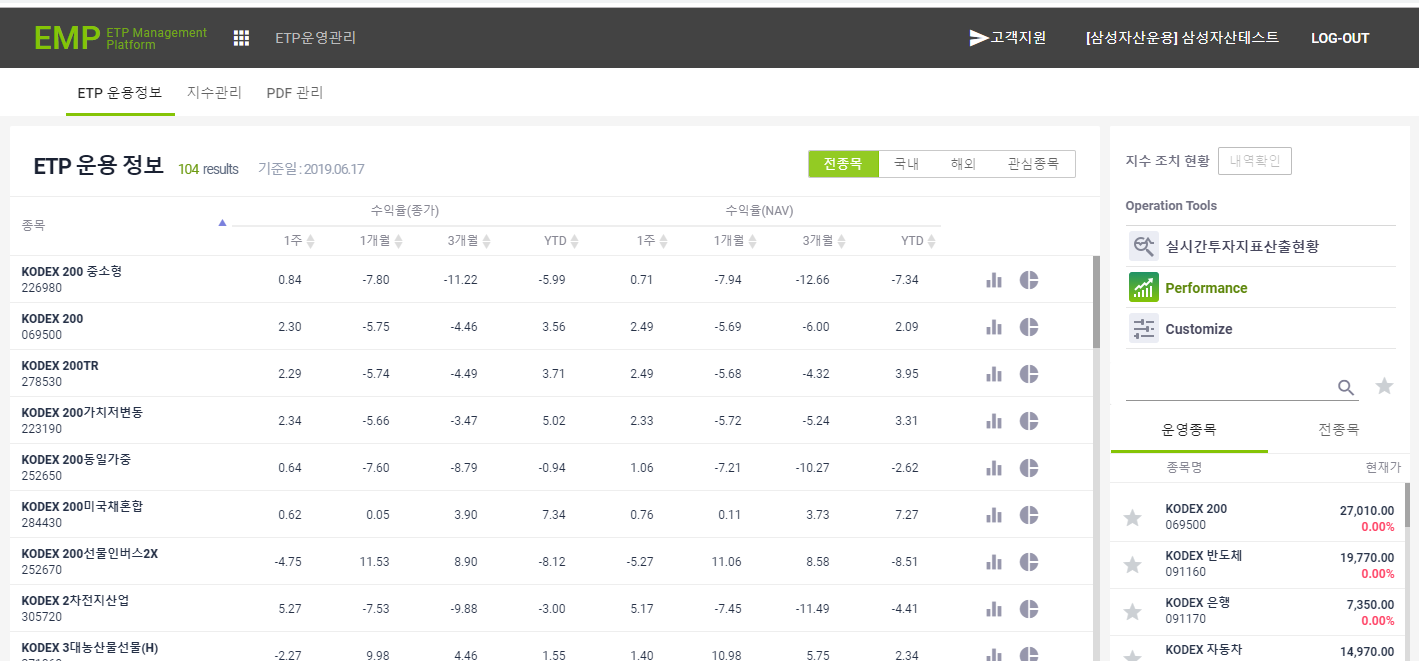 EMP ETP Management Platform ETP운영관리 고객지원 [삼성자산운용] 삼성자산테스트 LOG-OUT
ETP 운용정보 지수관리 PDF 관리
ETP 운용 정보 104 results 기준일 : 2019.06.17 전종목 국내 해외 관심종목
종목 수익율(종가) 수익율(NAV)
1주 1개월 3개월 YTD 1주 1개월 3개월 YTD
KODEX 200 중소형
226980 0.84 -7.80 -11.22 -5.99 0.71 -7.94 -12.66 -7.34
KODEX 200
069500 2.30 -5.75 -4.46 3.56 2.49 -5.69 -6.00 2.09
KODEX 200TR
278530 2.29 -5.74 -4.49 3.71 2.49 -5.68 -4.32 3.95
KODEX 200가치저변동
223190 2.34 -5.66 -3.47 5.02 2.33 -5.72 -5.24 3.31
KODEX 200동일가중
252650 0.64 -7.60 -8.79 -0.94 1.06 -7.21 -10.27 -2.62
KODEX 200미국채혼합
284430 0.62 0.05 3.90 7.34 0.76 0.11 3.73 7.27
KODEX 200선물인버스2X
252670 -4.75 11.53 8.90 -8.12 -5.27 11.06 8.58 -8.51
KODEX 2차전지산업
305720 5.27 -7.53 -9.88 -3.00 5.17 -7.45 -11.49 -4.41
KODEX 3대농산물선물(H)
-2.27 9.98 4.46 1.55 1.40 10.98 5.75 2.34
지수 조치 현황 내역확인
Operation Tools
실시간투자지표산출현황
Performance
Customize
운영종목 전종목
종목명 현재가
KODEX 200 27,010.00
069500 0.00%
KODEX 반도체 19,770.00
091160 0.00%
KODEX 은행 7,350.00
091170 0.00%
KODEX 자동차 14,970.00